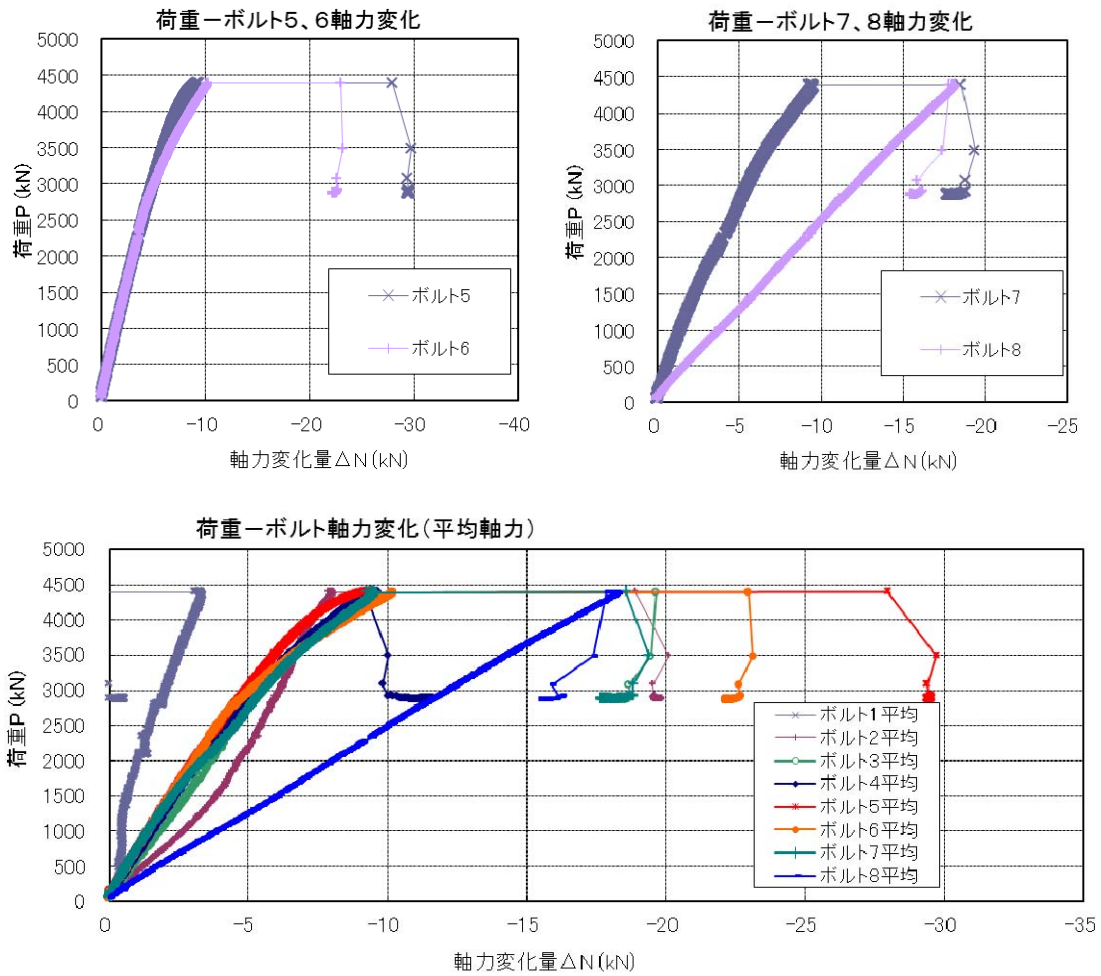 荷重－ボルト5、6軸力変化
5000
4500
4000
3500
3000
2500
2000
1500
1000
500
0
荷重P(kN)
ボルト5
ボルト6
0 -10 -20 -30 -40
軸力変化量ΔN(kN)
荷重－ボルト7、8軸力変化
5000
4500
4000
3500
3000
2500
2000
1500
1000
500
0
荷重P(kN)
ボルト7
ボルト8
0 -5 -10 -15 -20 -25
軸力変化量ΔN(kN)
荷重－ボルト軸力変化(平均軸力)
5000
4500
4000
3500
3000
2500
2000
1500
1000
500
0
荷重P(kN)
ボルト1平均
ボルト2平均
ボルト3平均
ボルト4平均
ボルト5平均
ボルト6平均
ボルト7平均
ボルト8平均
0 -5 -10 -15 -20 -25 -30 -35
軸力変化量ΔN(kN)